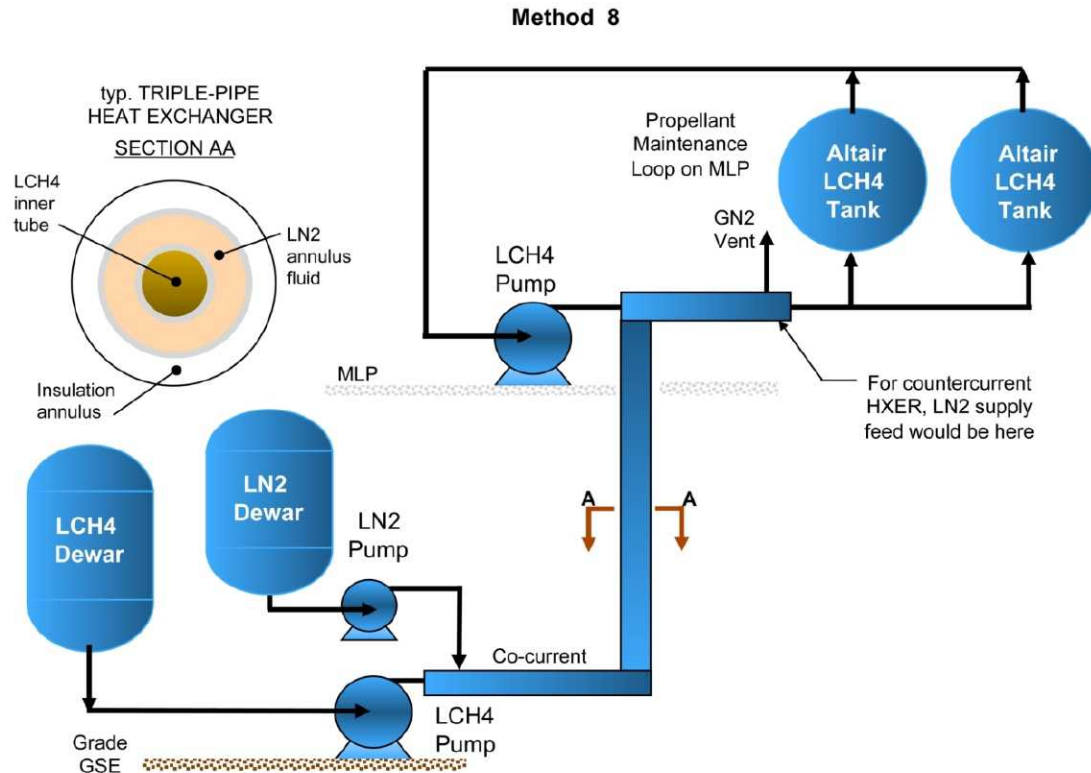 Method 8
typ. TRIPLE-PIPE
HEAT EXCHANGER
SECTION AA
LCH4
inner
tube
LN2
annulus
fluid
Insulation
annulus
Propellant
Maintenance
Loop on MLP
Altair
LCH4
Tank
Altair
LCH4
Tank
GN2
Vent
LCH4
Pump
MLP
For countercurrent
HXER, LN2 supply
feed would be here
LCH4
Dewar
LN2
Dewar
LN2
Pump
A
A
Co-current
LCH4
Pump
Grade
GSE